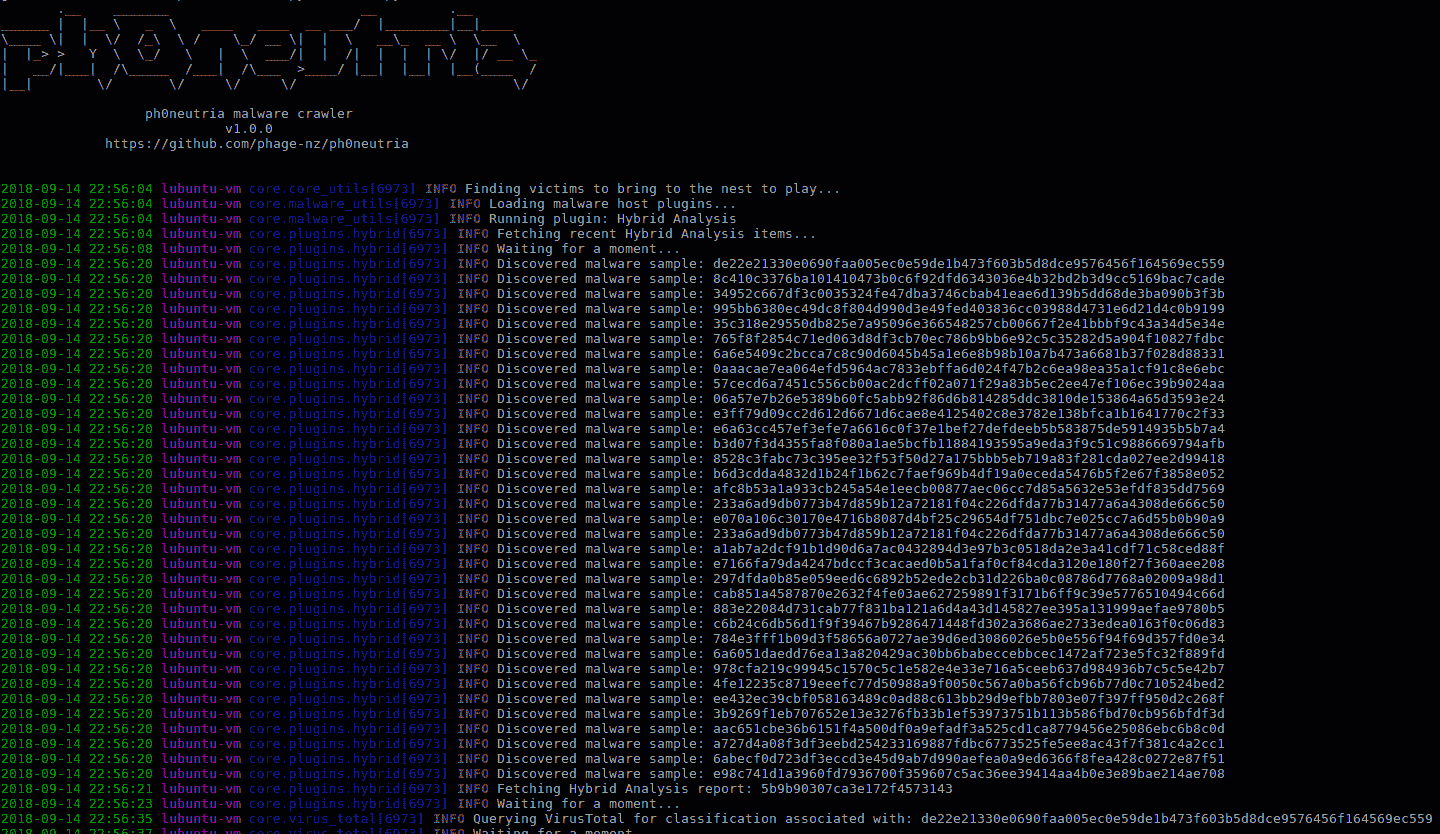 ph0neutria malware crawler
v1.0.0
https://github.com/phage-nz/ph0neutria
2018-09-14 22:56:04 lubuntu-vm core.core_utils[6973] INFO Finding victims to bring to the nest to play...
2018-09-14 22:56:04 lubuntu-vm core.malware_utils[6973] INFO Loading malware host plugins...
2018-09-14 22:56:04 lubuntu-vm core.malware_utils[6973] INFO Running plugin: Hybrid Analysis
2018-09-14 22:56:04 lubuntu-vm core.plugins.hybrid[6973] INFO Fetching recent Hybrid Analysis items...
2018-09-14 22:56:08 lubuntu-vm core.plugins.hybrid[6973] INFO Waiting for a moment...
2018-09-14 22:56:20 lubuntu-vm core.plugins.hybrid[6973] INFO Discovered malware sample: de22e21330e0690faa005ec0e59de1b473f603b5d8dce9576456f164569ec559
2018-09-14 22:56:20 lubuntu-vm core.plugins.hybrid[6973] INFO Discovered malware sample: 8c410c3376ba101410473b0c6f92dfd6343036e4b32bd2b3d9cc5169bac7cade
2018-09-14 22:56:20 lubuntu-vm core.plugins.hybrid[6973] INFO Discovered malware sample: 34952c667df3c0035324fe47dba3746cbab41eae6d139b5dd68de3ba090b3f3b
2018-09-14 22:56:20 lubuntu-vm core.plugins.hybrid[6973] INFO Discovered malware sample: 995bb6380ec49dc8f804d990d3e49fed403836cc03988d4731e6d21d4c0b9199
2018-09-14 22:56:20 lubuntu-vm core.plugins.hybrid[6973] INFO Discovered malware sample: 35c318e29550db825e7a95096e366548257cb00667f2e41bbbf9c43a34d5e34e
2018-09-14 22:56:20 lubuntu-vm core.plugins.hybrid[6973] INFO Discovered malware sample: 765f8f2854c71ed063d8df3cb70ec786b9bb6e92c5c35282d5a904f10827fdbc
2018-09-14 22:56:20 lubuntu-vm core.plugins.hybrid[6973] INFO Discovered malware sample: 6a6e5409c2bcca7c8c90d6045b45a1e6e8b98b10a7b473a6681b37f028d88331
2018-09-14 22:56:20 lubuntu-vm core.plugins.hybrid[6973] INFO Discovered malware sample: 0aaacae7ea064efd5964ac7833ebffa6d024f47b2c6ea98ea35a1cf91c8e6ebc
2018-09-14 22:56:20 lubuntu-vm core.plugins.hybrid[6973] INFO Discovered malware sample: 57cecd6a7451c556cb00ac2dcff02a071f29a83b5ec2ee47ef106ec39b9024aa
2018-09-14 22:56:20 lubuntu-vm core.plugins.hybrid[6973] INFO Discovered malware sample: 06a57e7b26e5389b60fc5abb92f86d6b814285ddc3810de153864a65d3593e24
2018-09-14 22:56:20 lubuntu-vm core.plugins.hybrid[6973] INFO Discovered malware sample: e3ff79d09cc2d612d6671d6cae8e4125402c8e3782e138bfca1b1641770c2f33
2018-09-14 22:56:20 lubuntu-vm core.plugins.hybrid[6973] INFO Discovered malware sample: e6a63cc457ef3efe7a6616c0f37e1bef27defdeeb5b583875de5914935b5b7a4
2018-09-14 22:56:20 lubuntu-vm core.plugins.hybrid[6973] INFO Discovered malware sample: b3d07f3d4355fa8f080a1ae5bcfb11884193595a9eda3f9c51c9886669794afb
2018-09-14 22:56:20 lubuntu-vm core.plugins.hybrid[6973] INFO Discovered malware sample: 8528c3fabc73c395ee32f53f50d27a175bbb5eb719a83f281cda027ee2d99418
2018-09-14 22:56:20 lubuntu-vm core.plugins.hybrid[6973] INFO Discovered malware sample: b6d3cdda4832d1b24f1b62c7faef969b4df19a0eceda5476b5f2e67f3858e052
2018-09-14 22:56:20 lubuntu-vm core.plugins.hybrid[6973] INFO Discovered malware sample: afc8b53a1a933cb245a54e1eecb00877aec06cc7d85a5632e53efdf835dd7569
2018-09-14 22:56:20 lubuntu-vm core.plugins.hybrid[6973] INFO Discovered malware sample: 233a6ad9db0773b47d859b12a72181f04c226dfda77b31477a6a4308de666c50
2018-09-14 22:56:20 lubuntu-vm core.plugins.hybrid[6973] INFO Discovered malware sample: e070a106c30170e4716b8087d4bf25c29654df751dbc7e025cc7a6d55b0b90a9
2018-09-14 22:56:20 lubuntu-vm core.plugins.hybrid[6973] INFO Discovered malware sample: 233a6ad9db0773b47d859b12a72181f04c226dfda77b31477a6a4308de666c50
2018-09-14 22:56:20 lubuntu-vm core.plugins.hybrid[6973] INFO Discovered malware sample: a1ab7a2dcf91b1d90d6a7ac0432894d3e97b3c0518da2e3a41cdf71c58ced88f
2018-09-14 22:56:20 lubuntu-vm core.plugins.hybrid[6973] INFO Discovered malware sample: e7166fa79da4247bdccf3cacaed0b5a1faf0cf84cda3120e180f27f360aee208
2018-09-14 22:56:20 lubuntu-vm core.plugins.hybrid[6973] INFO Discovered malware sample: 297dfda0b85e059eed6c6892b52ede2cb31d226ba0c08786d7768a02009a98d1
2018-09-14 22:56:20 lubuntu-vm core.plugins.hybrid[6973] INFO Discovered malware sample: cab851a4587870e2632f4fe03ae627259891f3171b6ff9c39e5776510494c66d
2018-09-14 22:56:20 lubuntu-vm core.plugins.hybrid[6973] INFO Discovered malware sample: 883e22084d731cab77f831ba121a6d4a43d145827ee395a131999aefae9780b5
2018-09-14 22:56:20 lubuntu-vm core.plugins.hybrid[6973] INFO Discovered malware sample: c6b24c6db56d1f9f39467b9286471448fd302a3686ae2733edea0163f0c06d83
2018-09-14 22:56:20 lubuntu-vm core.plugins.hybrid[6973] INFO Discovered malware sample: 784e3fff1b09d3f58656a0727ae39d6ed3086026e5b0e556f94f69d357fd0e34
2018-09-14 22:56:20 lubuntu-vm core.plugins.hybrid[6973] INFO Discovered malware sample: 6a6051daedd76ea13a820429ac30bb6babeccebbcec1472af723e5fc32f889fd
2018-09-14 22:56:20 lubuntu-vm core.plugins.hybrid[6973] INFO Discovered malware sample: 978cfa219c99945c1570c5c1e582e4e33e716a5ceeb637d984936b7c5c5e42b7
2018-09-14 22:56:20 lubuntu-vm core.plugins.hybrid[6973] INFO Discovered malware sample: 4fe12235c8719eeefc77d50988a9f0050c567a0ba56fcb96b77d0c710524bed2
2018-09-14 22:56:20 lubuntu-vm core.plugins.hybrid[6973] INFO Discovered malware sample: ee432ec39cbf058163489c0ad88c613bb29d9efbb7803e07f397ff950d2c268f
2018-09-14 22:56:20 lubuntu-vm core.plugins.hybrid[6973] INFO Discovered malware sample: 3b9269f1eb707652e13e3276fb33b1ef53973751b113b586fbd70cb956bfdf3d
2018-09-14 22:56:20 lubuntu-vm core.plugins.hybrid[6973] INFO Discovered malware sample: aac651cbe36b6151f4a500df0a9efadf3a525cd1ca8779456e25086ebc6b8c0d
2018-09-14 22:56:20 lubuntu-vm core.plugins.hybrid[6973] INFO Discovered malware sample: a727d4a08f3df3eebd254233169887fdbc6773525fe5ee8ac43f7f381c4a2cc1
2018-09-14 22:56:20 lubuntu-vm core.plugins.hybrid[6973] INFO Discovered malware sample: 6abecf0d723df3eccd3e45d9ab7d990aefea0a9ed6366f8fea428c0272e87f51
2018-09-14 22:56:20 lubuntu-vm core.plugins.hybrid[6973] INFO Discovered malware sample: e98c741d1a3960fd7936700f359607c5ac36ee39414aa4b0e3e89bae214ae708
2018-09-14 22:56:21 lubuntu-vm core.plugins.hybrid[6973] INFO Fetching Hybrid Analysis report: 5b9b90307ca3e172f4573143
2018-09-14 22:56:23 lubuntu-vm core.plugins.hybrid[6973] INFO Waiting for a moment...
2018-09-14 22:56:35 lubuntu-vm core.virus_total[6973] INFO Querying VirusTotal for classification associated with: de22e21330e0690faa005ec0e59de1b473f603b5d8dce9576456f164569ec559
2018-09-14 22:56:37 lubuntu-vm core.virus_total[6973] INFO Waiting for a moment